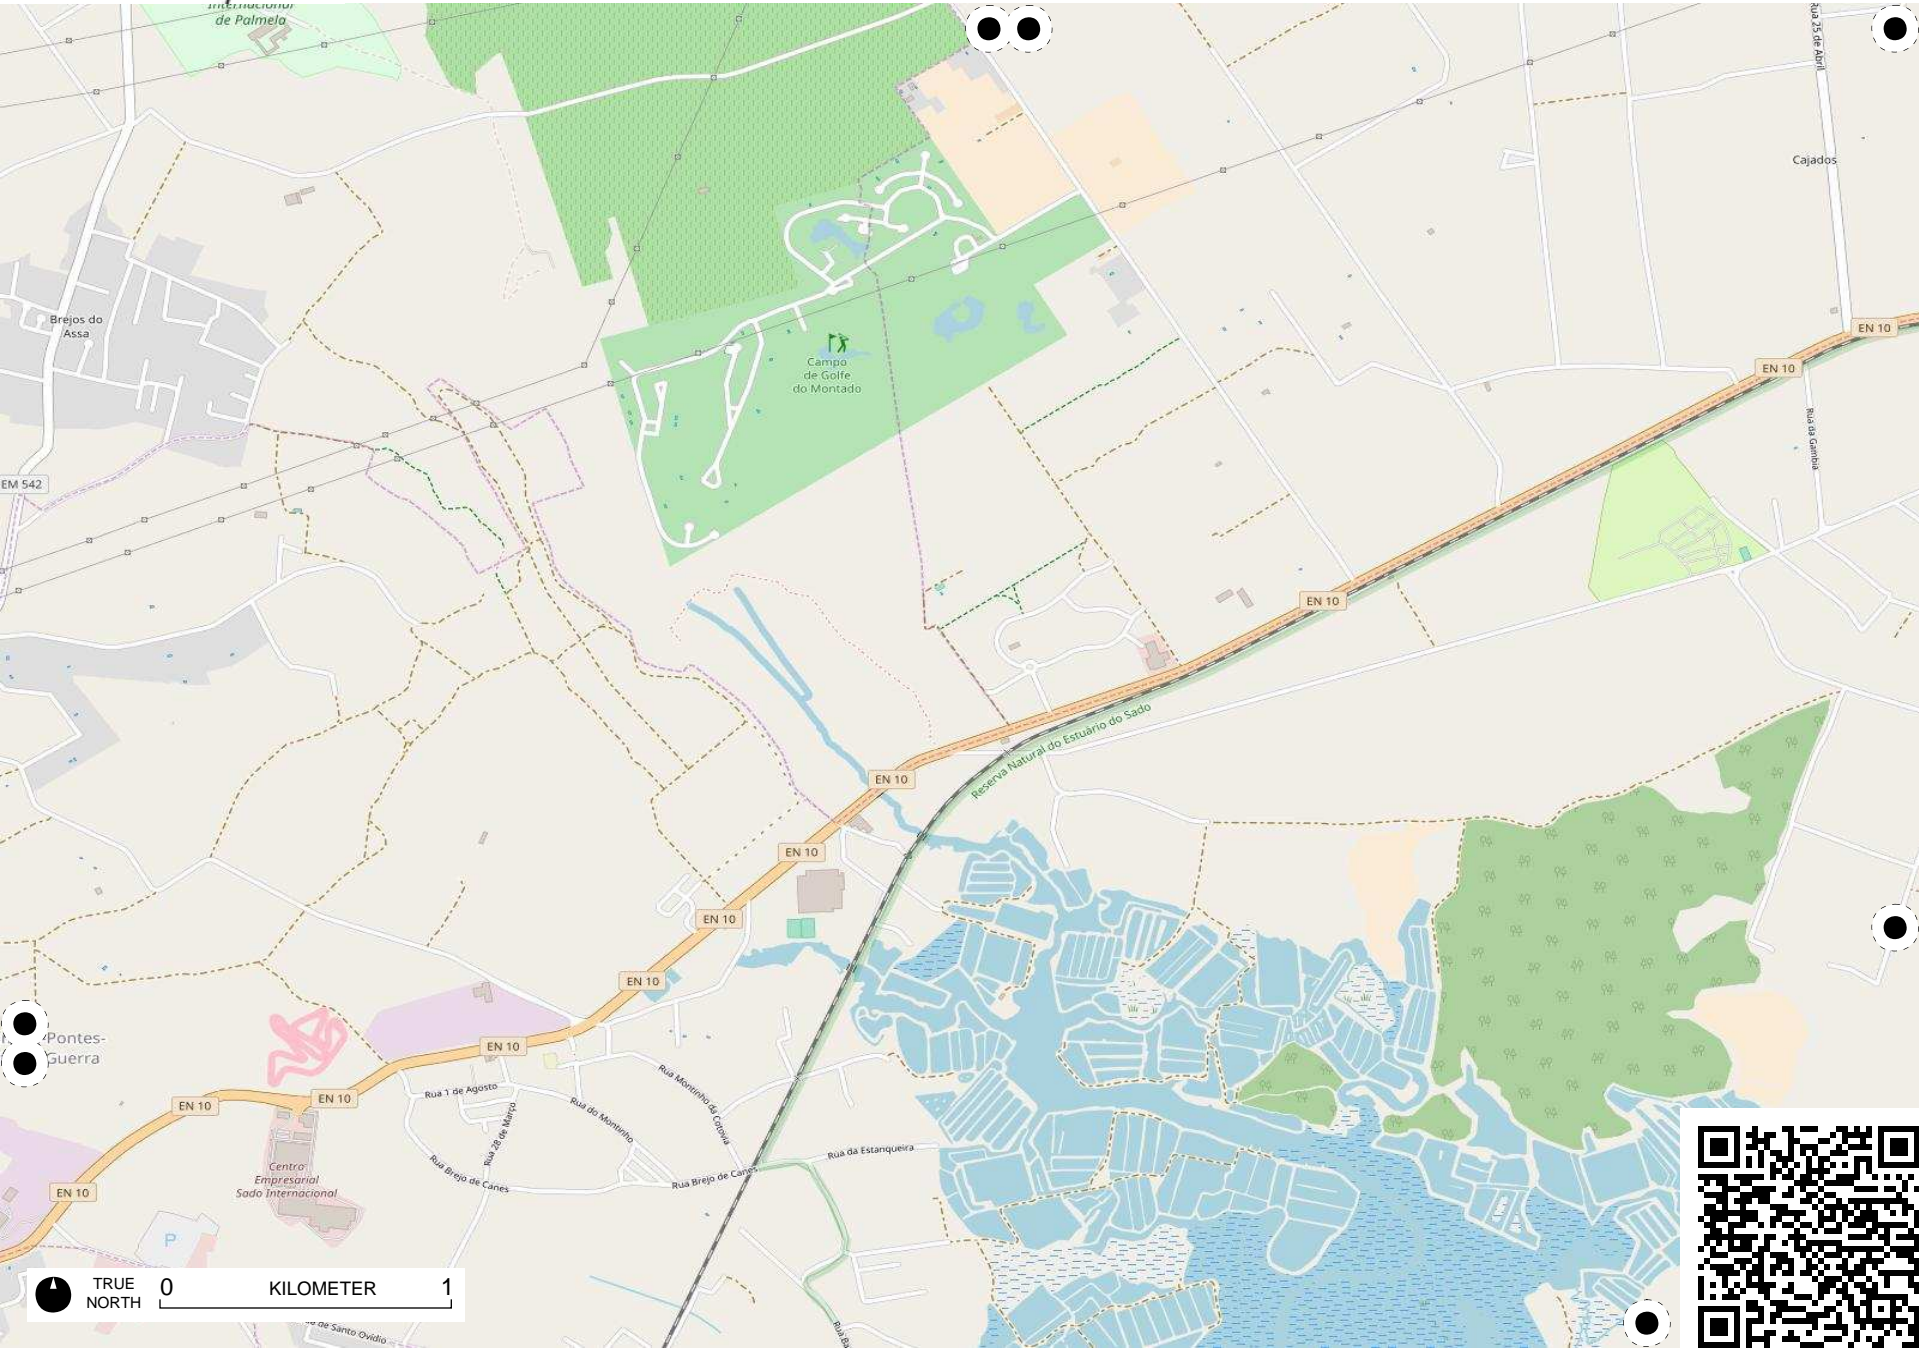 Internacional
de Palmela
Rua 25 de Abril
Cajados
Brejos do
Assa
EN 10
EN 10
Campo
de Golfe
do Montado
Rua da Gambia
EM 542
EN 10
Reserva Natural do Estuário do Sado
EN 10
EN 10
EN 10
EN 10
Pontes-
Guerra
EN 10
EN 10
EN 10
Rua 1 de Agosto
Rua Montinho da Cotovia
Rua do Montinho
Rua 28 de Março
Rua da Estanqueira
Rua Brejo de Canes
Rua Brejo de Canes
Centro
Empresarial
Sado Internacional
EN 10
P
TRUE
NORTH
0 KILOMETER 1
de Santo Ovídio